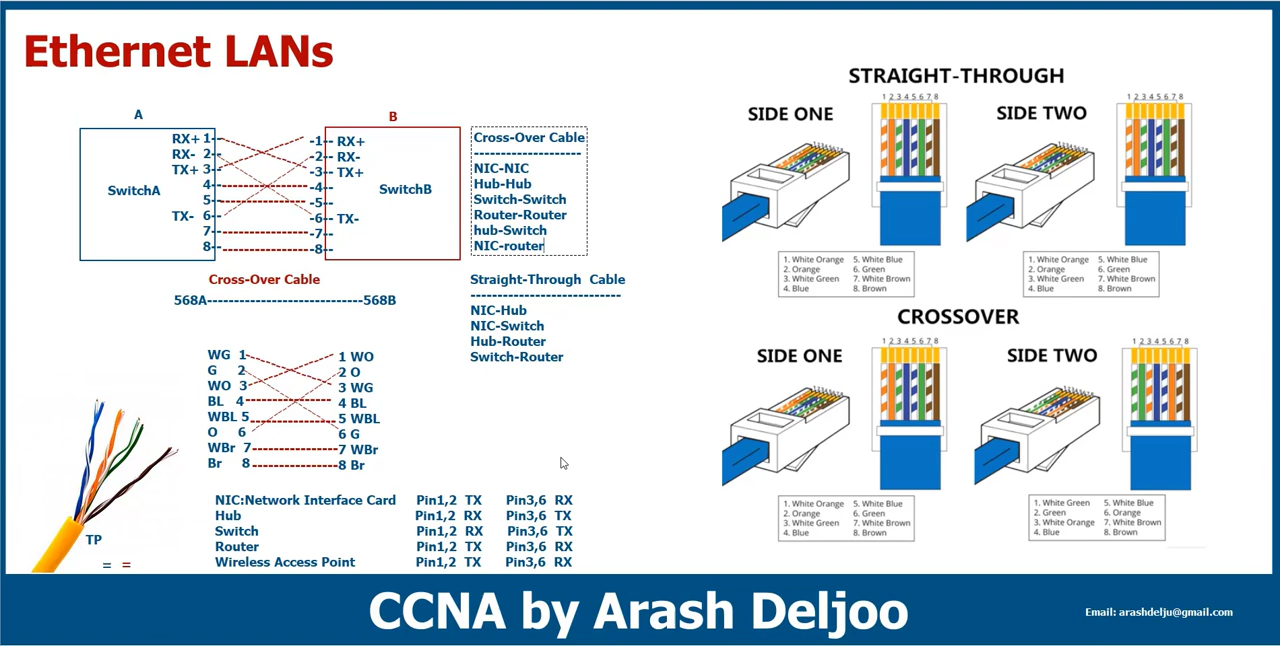 Ethernet LANs
A
B
RX+ 1
RX- 2
TX+ 3
4
5
TX- 6
7
8
SwitchA
-1 RX+
-2 RX-
-3 TX+
-4
-5
-6 TX-
-7
-8
SwitchB
Cross-Over Cable
568A------------------------------568B
Cross-Over Cable
NIC-NIC
Hub-Hub
Switch-Switch
Router-Router
hub-Switch
NIC-router
Straight-Through Cable
NIC-Hub
NIC-Switch
Hub-Router
Switch-Router
WG 1
G 2
WO 3
BL 4
WBL 5
O 6
WBr 7
Br 8
1 WO
2 O
3 WG
4 BL
5 WBL
6 G
7 WBr
8 Br
TP
= =
NIC:Network Interface Card Pin1,2 TX Pin3,6 RX
Hub Pin1,2 RX Pin3,6 TX
Switch Pin1,2 RX Pin3,6 TX
Router Pin1,2 TX Pin3,6 RX
Wireless Access Point Pin1,2 TX Pin3,6 RX
STRAIGHT-THROUGH
SIDE ONE
1 2 3 4 5 6 7 8
1. White Orange 5. White Blue
2. Orange 6. Green
3. White Green 7. White Brown
4. Blue 8. Brown
SIDE TWO
1 2 3 4 5 6 7 8
1. White Orange 5. White Blue
2. Orange 6. Green
3. White Green 7. White Brown
4. Blue 8. Brown
CROSSOVER
SIDE ONE
1 2 3 4 5 6 7 8
1. White Orange 5. White Blue
2. Orange 6. Green
3. White Green 7. White Brown
4. Blue 8. Brown
SIDE TWO
1 2 3 4 5 6 7 8
1. White Green 5. White Blue
2. Green 6. Orange
3. White Orange 7. White Brown
4. Blue 8. Brown
CCNA by Arash Deljoo
Email: arashdelju@gmail.com